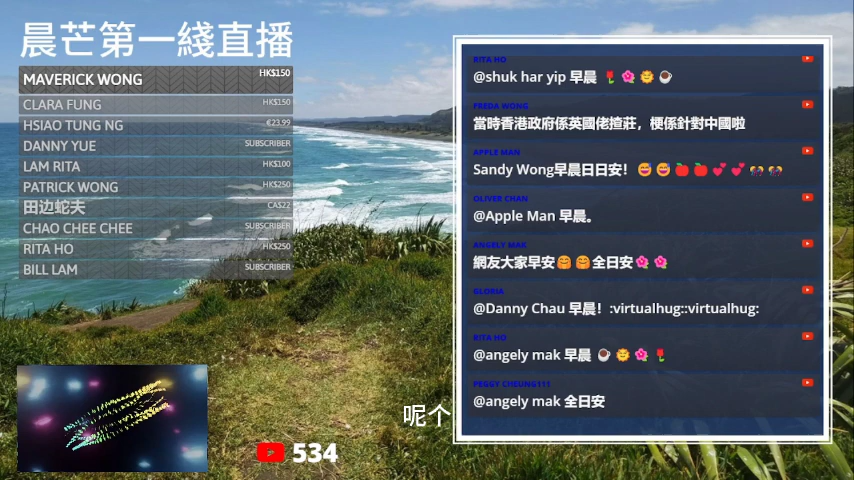 晨芒第一綫直播
MAVERICK WONG HK$150
CLARA FUNG HK$150
HSIAO TUNG NG €23.99
DANNY YUE SUBSCRIBER
LAM RITA HK$100
PATRICK WONG HK$250
田边蛇夫 CA$22
CHAO CHEE CHEE SUBSCRIBER
RITA HO HK$250
BILL LAM SUBSCRIBER
534
呢个
RITA HO
@shuk har yip 早晨 🌷🌺🌞☕
FREDA WONG
當時香港政府係英國佬揸莊，梗係針對中國啦
APPLE MAN
Sandy Wong早晨日日安！😅😅🍎🍎💕💕🎊🎊
OLIVER CHAN
@Apple Man 早晨。
ANGELY MAK
網友大家早安🤗🤗全日安🌺🌺
GLORIA
@Danny Chau 早晨！:virtualhug::virtualhug:
RITA HO
@angely mak 早晨 ☕🌞🌺🌷
PEGGY CHEUNG111
@angely mak 全日安